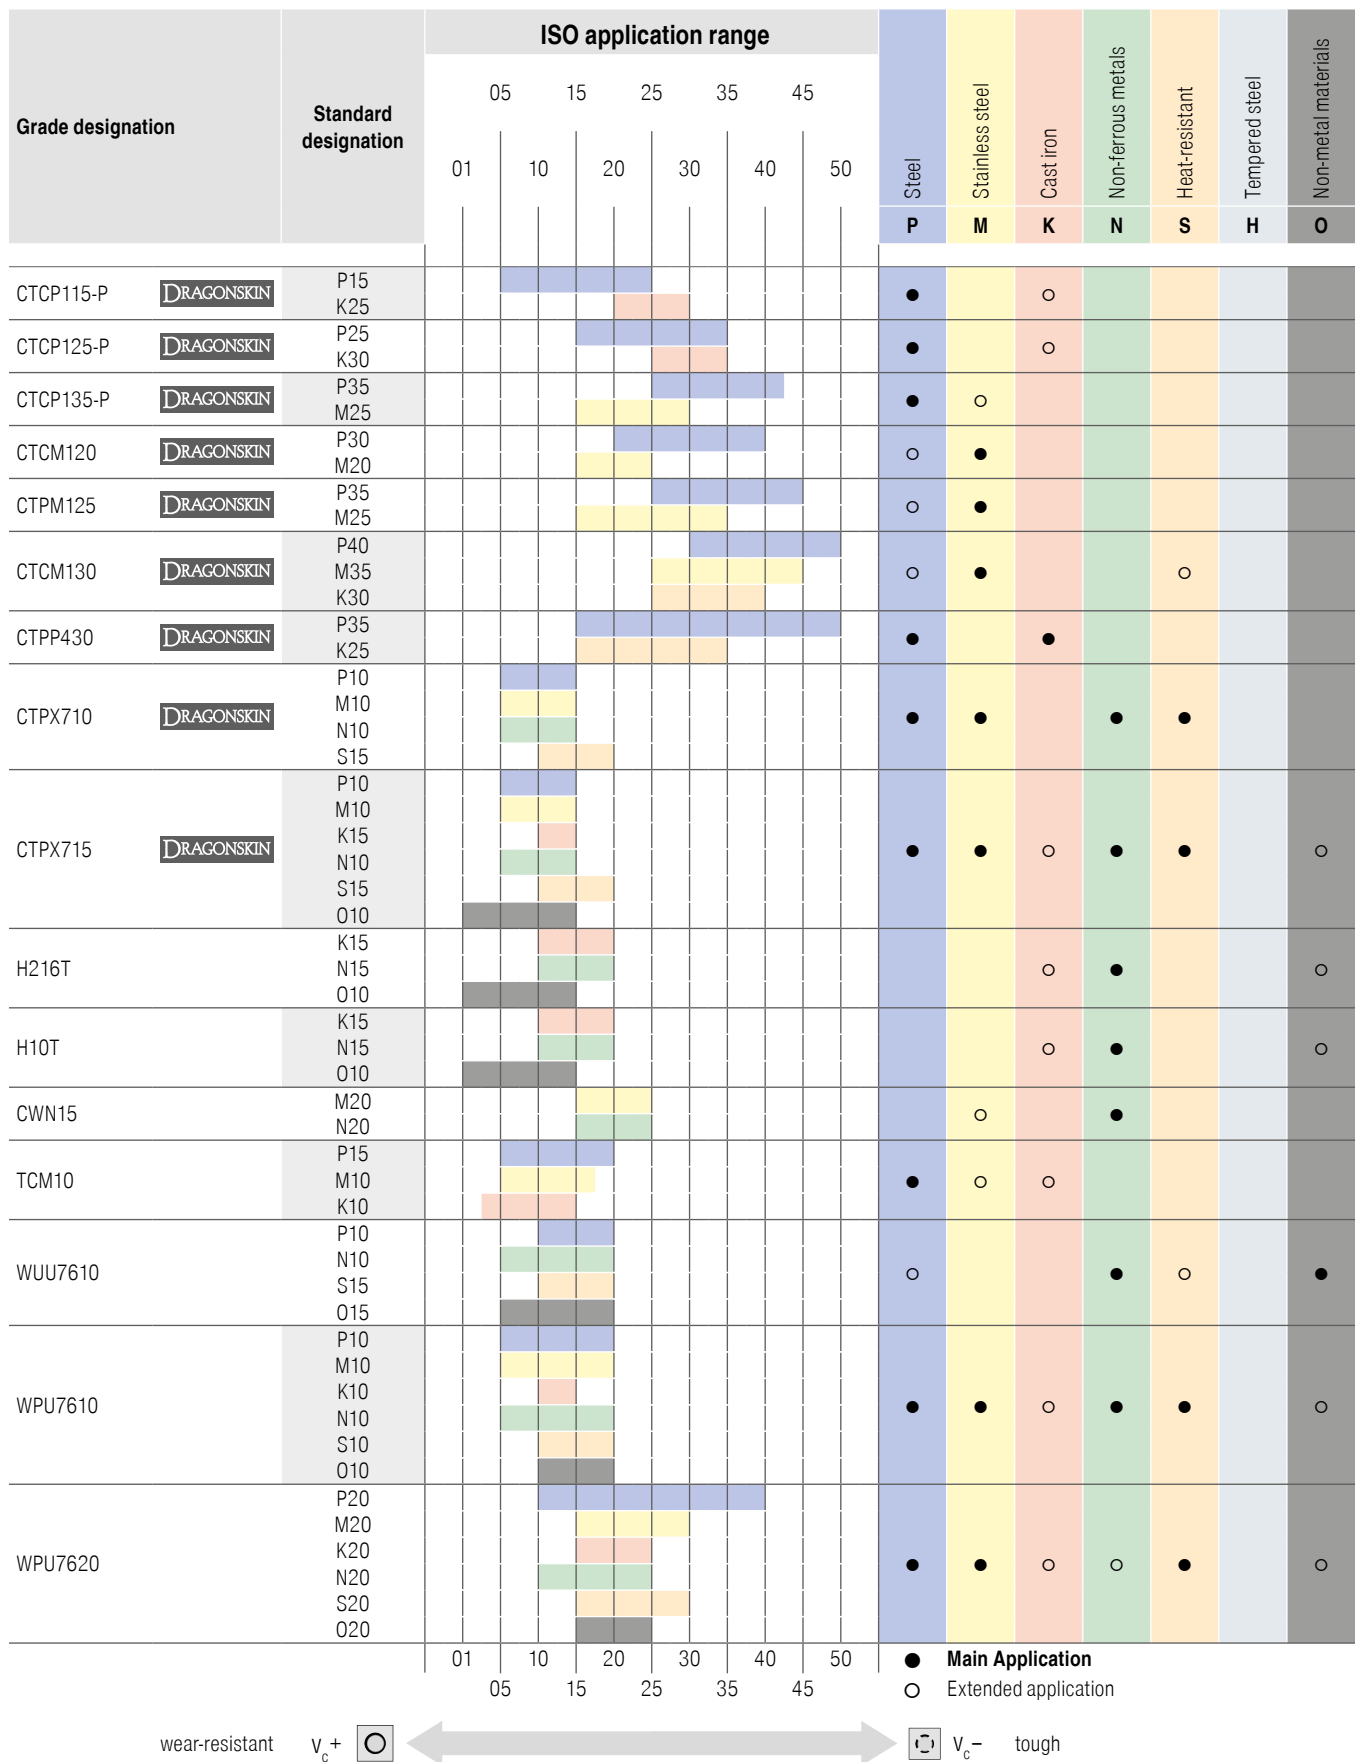 ISO application range
Grade designation
Standard
designation
05 15 25 35 45
01 10 20 30 40 50
Steel
Stainless steel
Cast iron
Non-ferrous metals
Heat-resistant
Tempered steel
Non-metal materials
P M K N S H O
CTCP115-P DRAGONSKIN P15
K25
CTCP125-P DRAGONSKIN P25
K30
CTCP135-P DRAGONSKIN P35
M25
CTCM120 DRAGONSKIN P30
M20
CTPM125 DRAGONSKIN P35
M25
P40
CTCM130 DRAGONSKIN M35
K30
CTPP430 DRAGONSKIN P35
K25
P10
M10
CTPX710 DRAGONSKIN
N10
S15
P10
M10
K15
CTPX715 DRAGONSKIN
N10
S15
O10
K15
H216T N15
O10
K15
H10T N15
O10
CWN15 M20
N20
P15
TCM10 M10
K10
P10
N10
WUU7610
S15
O15
P10
M10
K10
WPU7610
N10
S10
O10
P20
M20
K20
WPU7620
N20
S20
O20
01 10 20 30 40 50
05 15 25 35 45
● Main Application
○ Extended application
wear-resistant Vc+
Vc− tough